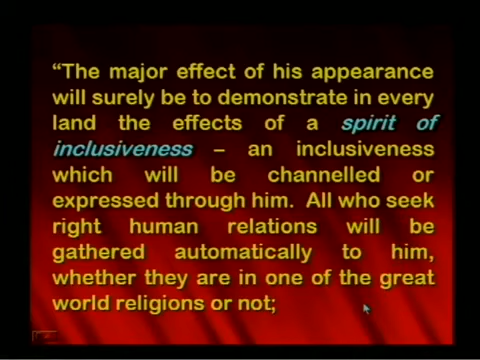 “The major effect of his appearance
will surely be to demonstrate in every
land the effects of a spirit of
inclusiveness – an inclusiveness
which will be channelled or
expressed through him. All who seek
right human relations will be
gathered automatically to him,
whether they are in one of the great
world religions or not;